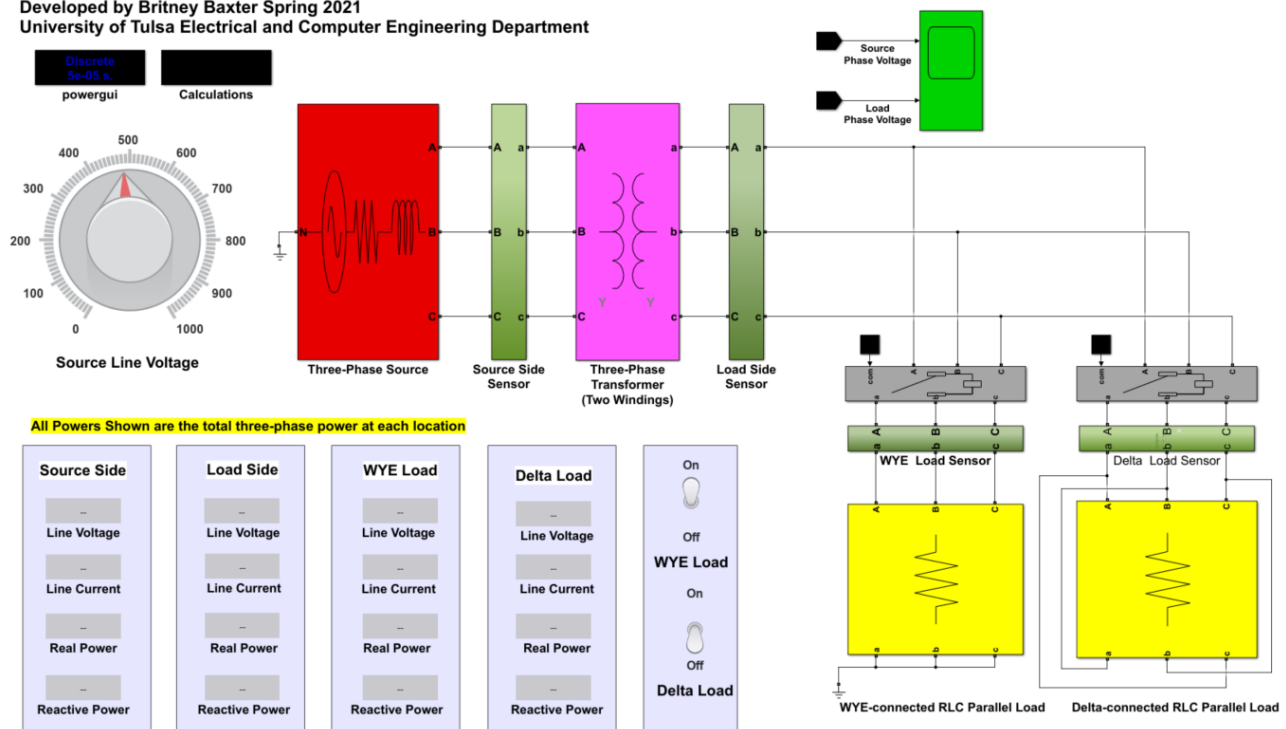 Developed by Britney Baxter Spring 2021
University of Tulsa Electrical and Computer Engineering Department
Discrete
5e-05 s.
powergui
Calculations
0
100
200
300
400
500
600
700
800
900
1000
Source Line Voltage
N
A
B
C
Three-Phase Source
A a
B b
C c
Source Side
Sensor
A a
B b
C c
Y Y
Three-Phase
Transformer
(Two Windings)
A a
B b
C c
Load Side
Sensor
Source
Phase Voltage
Load
Phase Voltage
com A B C
a b c
A B C
a b c
WYE Load Sensor
A B C
a b c
WYE-connected RLC Parallel Load
com A B C
a b c
A B C
a b c
Delta Load Sensor
A B C
a b c
Delta-connected RLC Parallel Load
All Powers Shown are the total three-phase power at each location
Source Side
--
Line Voltage
--
Line Current
--
Real Power
--
Reactive Power
Load Side
--
Line Voltage
--
Line Current
--
Real Power
--
Reactive Power
WYE Load
--
Line Voltage
--
Line Current
--
Real Power
--
Reactive Power
Delta Load
--
Line Voltage
--
Line Current
--
Real Power
--
Reactive Power
On
Off
WYE Load
On
Off
Delta Load